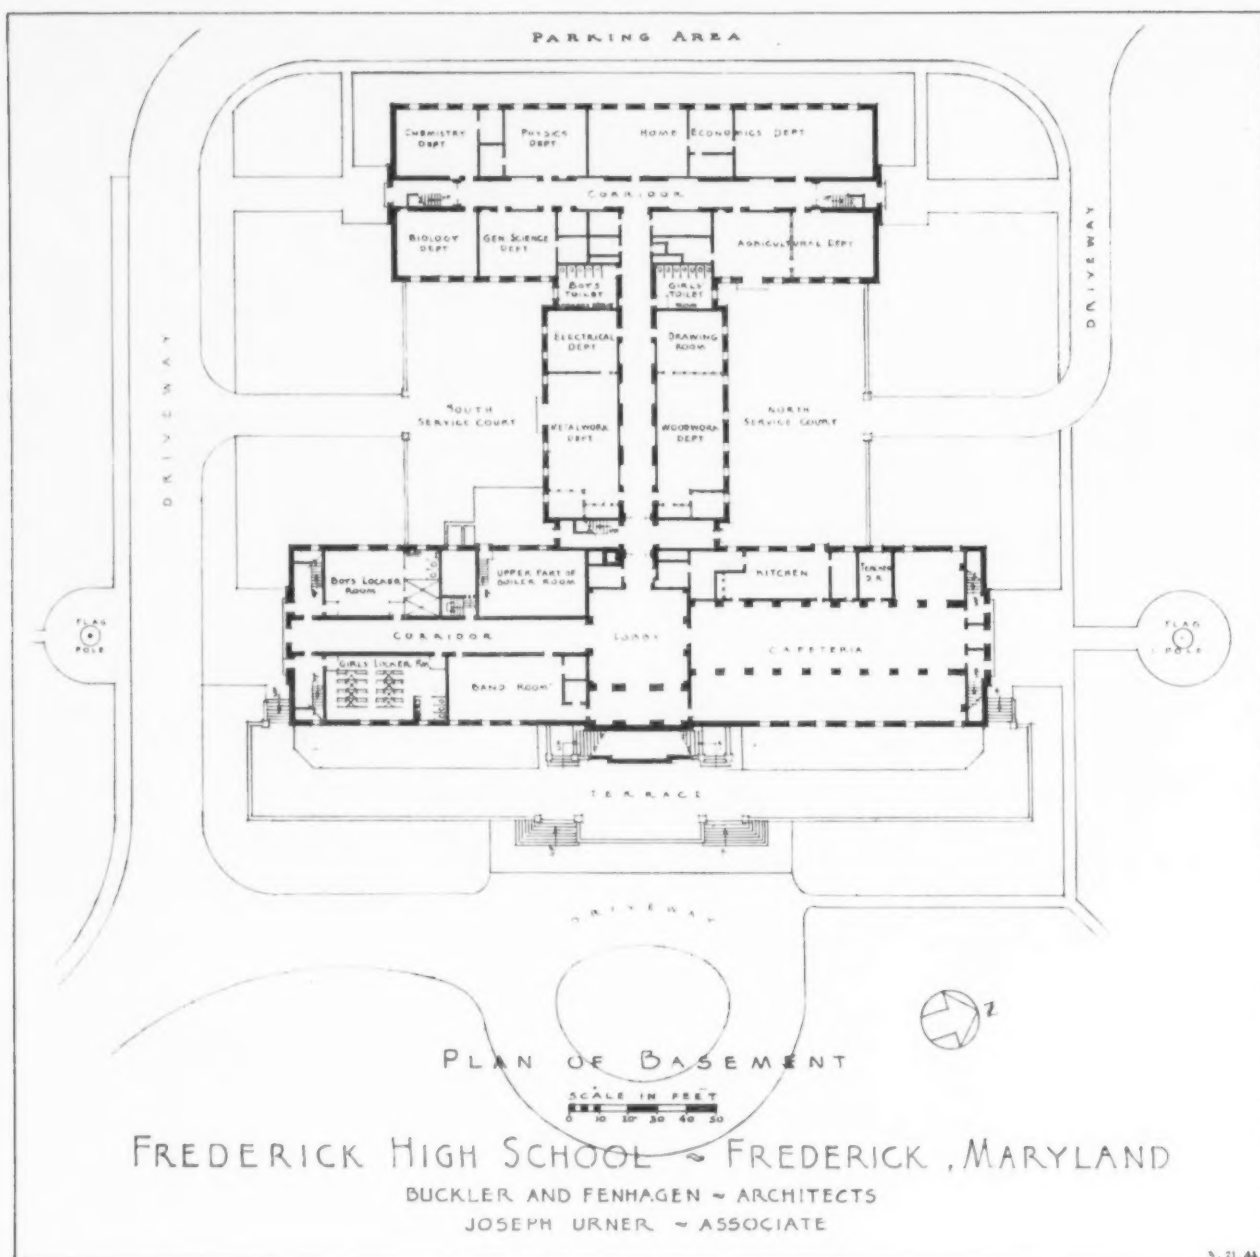 PARKING AREA
CHEMISTRY
DEPT
PHYSICS
DEPT
HOME ECONOMICS DEPT
CORRIDOR
BIOLOGY
DEPT
GEN SCIENCE
DEPT
AGRICULTURAL DEPT
BOYS
TOILET
GIRLS
TOILET
ROOM
DRIVEWAY
DRIVEWAY
ELECTRICAL
DEPT
DRAWING
ROOM
SOUTH
SERVICE COURT
METALWORK
DEPT
WOODWORK
DEPT
NORTH
SERVICE COURT
BOYS LOCKER
ROOM
UPPER PART OF
BOILER ROOM
KITCHEN
FLAG
POLE
CORRIDOR
LOBBY
CAFETERIA
FLAG
POLE
GIRLS LOCKER RM
BAND ROOM
TERRACE
DRIVEWAY
N
PLAN OF BASEMENT
SCALE IN FEET
0 10 20 30 40 50
FREDERICK HIGH SCHOOL ~ FREDERICK, MARYLAND
BUCKLER AND FENHAGEN ~ ARCHITECTS
JOSEPH URNER ~ ASSOCIATE